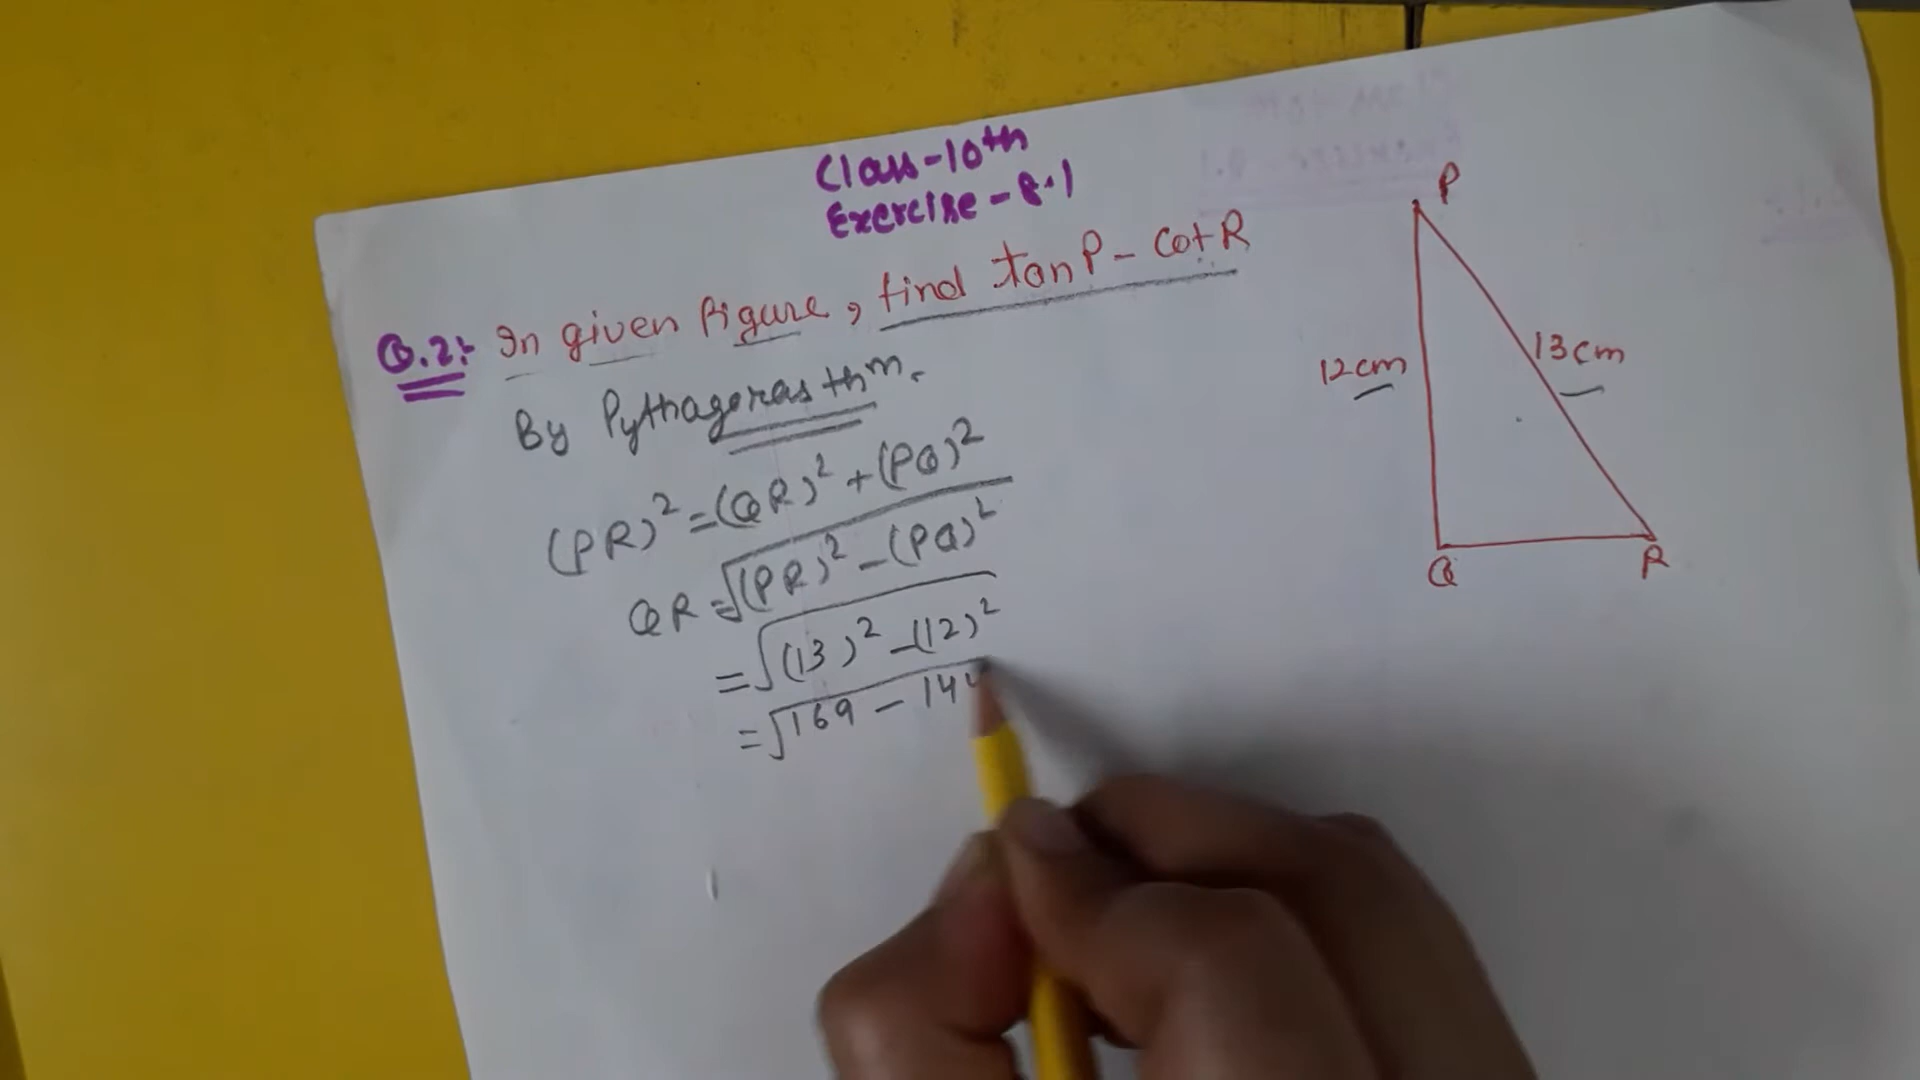 Class-10th
Exercise-8.1
Q.2:- In given figure, find tanP - cotR
By Pythagoras thm.
(PR)² = (QR)² + (PQ)²
QR = √(PR)² - (PQ)²
= √(13)² - (12)²
= √169 - 144
P
12cm
13cm
Q
R